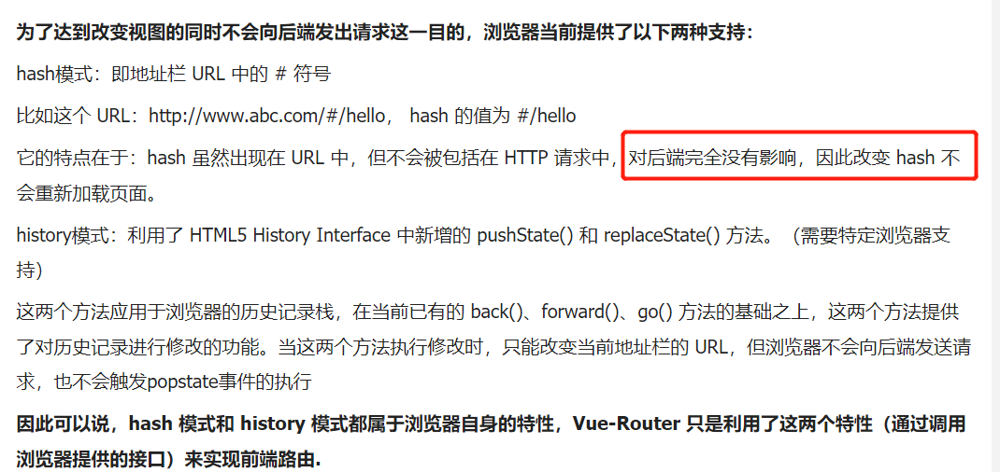 为了达到改变视图的同时不会向后端发出请求这一目的，浏览器当前提供了以下两种支持：
hash模式：即地址栏 URL 中的 # 符号
比如这个 URL：http://www.abc.com/#/hello， hash 的值为 #/hello
它的特点在于：hash 虽然出现在 URL 中，但不会被包括在 HTTP 请求中，对后端完全没有影响，因此改变 hash 不
会重新加载页面。
history模式：利用了 HTML5 History Interface 中新增的 pushState() 和 replaceState() 方法。（需要特定浏览器支
持）
这两个方法应用于浏览器的历史记录栈，在当前已有的 back()、forward()、go() 方法的基础之上，这两个方法提供
了对历史记录进行修改的功能。当这两个方法执行修改时，只能改变当前地址栏的 URL，但浏览器不会向后端发送请
求，也不会触发popstate事件的执行
因此可以说，hash 模式和 history 模式都属于浏览器自身的特性，Vue-Router 只是利用了这两个特性（通过调用
浏览器提供的接口）来实现前端路由.